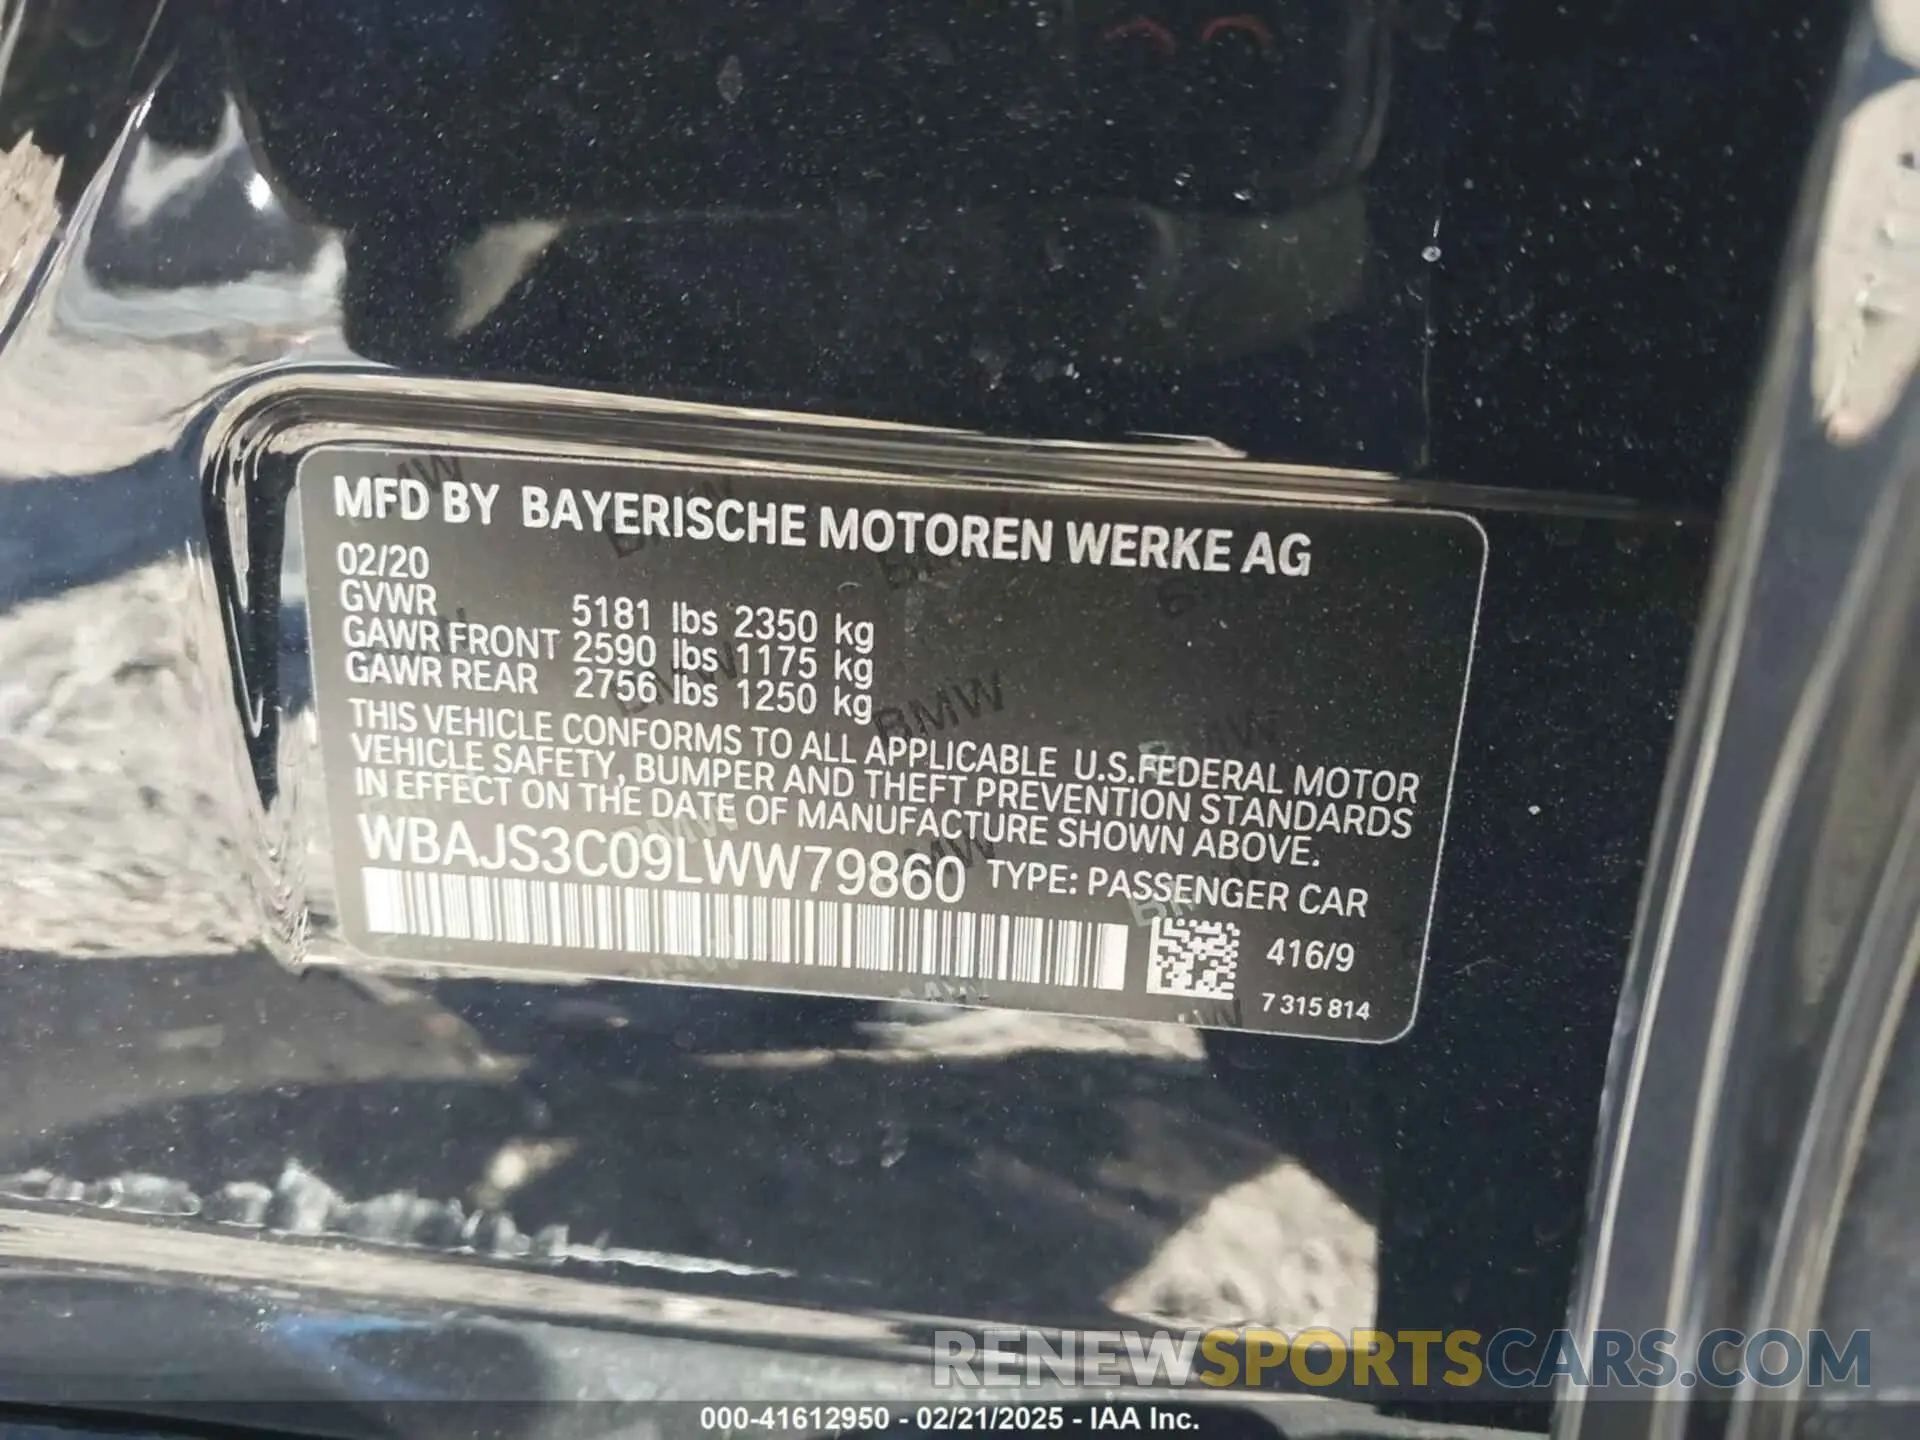 MFD BY BAYERISCHE MOTOREN WERKE AG
02/20
GVWR 5181 lbs 2350 kg
GAWR FRONT 2590 lbs 1175 kg
GAWR REAR 2756 lbs 1250 kg
THIS VEHICLE CONFORMS TO ALL APPLICABLE U.S.FEDERAL MOTOR
VEHICLE SAFETY, BUMPER AND THEFT PREVENTION STANDARDS
IN EFFECT ON THE DATE OF MANUFACTURE SHOWN ABOVE.
WBAJS3C09LWW79860 TYPE: PASSENGER CAR
416/9
7 315 814
RENEWSPORTSCARS.COM
000-41612950 - 02/21/2025 - IAA Inc.